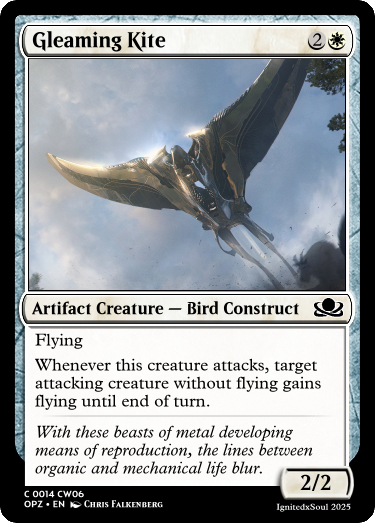 Gleaming Kite 2
Artifact Creature — Bird Construct
Flying
Whenever this creature attacks, target
attacking creature without flying gains
flying until end of turn.
With these beasts of metal developing
means of reproduction, the lines between
organic and mechanical life blur.
2/2
C 0014 CW06
OPZ • EN Chris Falkenberg
IgnitedxSoul 2025